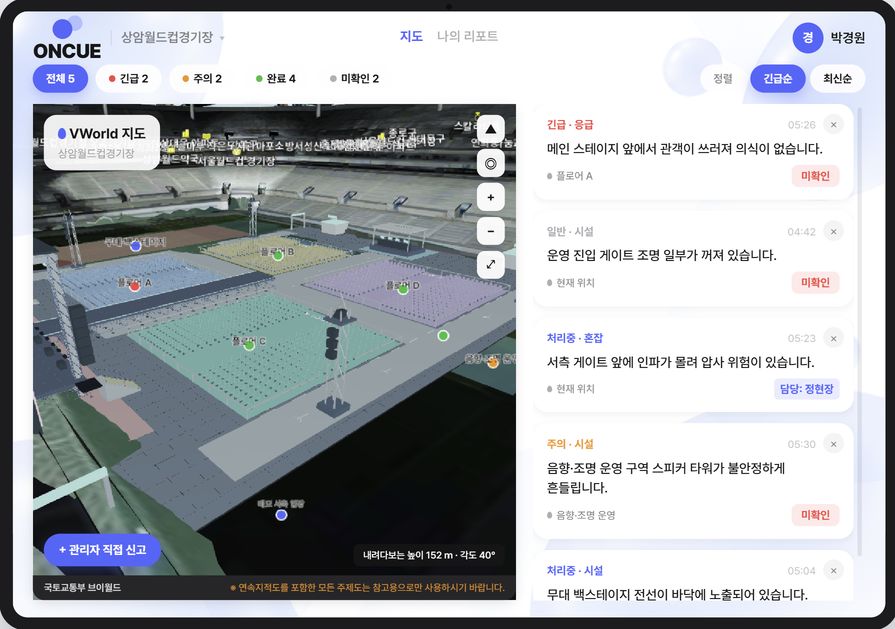 ONCUE
상암월드컵경기장
지도 나의 리포트
경 박경원
전체 5 긴급 2 주의 2 완료 4 미확인 2
정렬 긴급순 최신순
VWorld 지도
상암월드컵경기장
서울월드컵경기장
플로어 B
플로어 A
플로어 D
플로어 C
+ 관리자 직접 신고
내려다보는 높이 152 m · 각도 40°
국토교통부 브이월드
※ 연속지적도를 포함한 모든 주제도는 참고용으로만 사용하시기 바랍니다.
긴급 · 응급 05:26 ×
메인 스테이지 앞에서 관객이 쓰러져 의식이 없습니다.
플로어 A 미확인
일반 · 시설 04:42 ×
운영 진입 게이트 조명 일부가 꺼져 있습니다.
현재 위치 미확인
처리중 · 혼잡 05:23 ×
서측 게이트 앞에 인파가 몰려 압사 위험이 있습니다.
현재 위치 담당: 정현장
주의 · 시설 05:30 ×
음향·조명 운영 구역 스피커 타워가 불안정하게
흔들립니다.
음향·조명 운영 미확인
처리중 · 시설 05:04 ×
무대 백스테이지 전선이 바닥에 노출되어 있습니다.